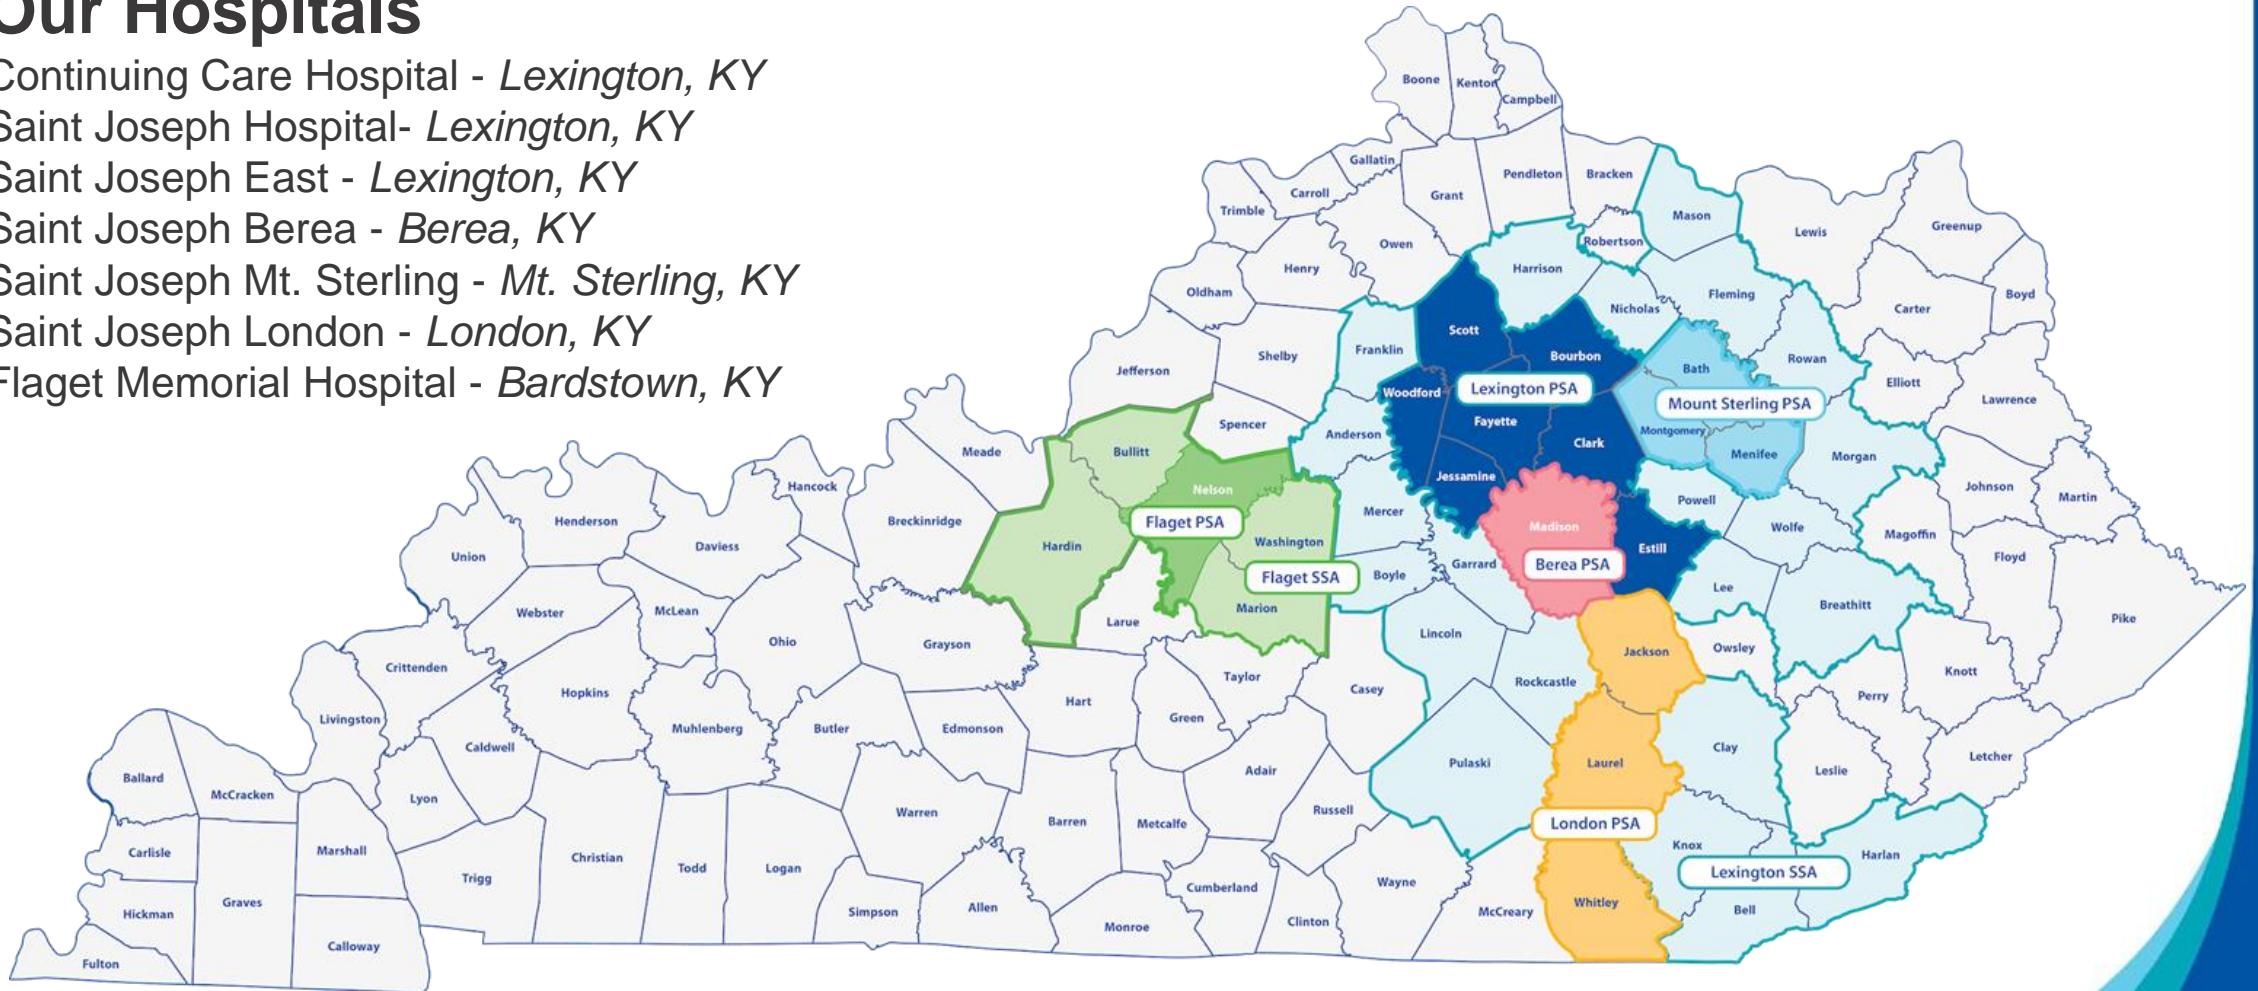 Our Hospitals
Continuing Care Hospital - Lexington, KY
Saint Joseph Hospital- Lexington, KY
Saint Joseph East - Lexington, KY
Saint Joseph Berea - Berea, KY
Saint Joseph Mt. Sterling - Mt. Sterling, KY
Saint Joseph London - London, KY
Flaget Memorial Hospital - Bardstown, KY
Boone
Kenton
Campbell
Gallatin
Carroll
Trimble
Grant
Pendleton
Bracken
Mason
Robertson
Lewis
Greenup
Owen
Henry
Oldham
Harrison
Nicholas
Fleming
Carter
Boyd
Scott
Franklin
Shelby
Jefferson
Bourbon
Bath
Rowan
Elliott
Lawrence
Woodford
Lexington PSA
Mount Sterling PSA
Fayette
Clark
Montgomery
Menifee
Morgan
Spencer
Anderson
Bullitt
Meade
Jessamine
Nelson
Hancock
Powell
Johnson
Martin
Mercer
Flaget PSA
Breckinridge
Henderson
Madison
Wolfe
Magoffin
Washington
Hardin
Daviess
Union
Estill
Floyd
Garrard
Berea PSA
Boyle
Flaget SSA
Lee
Breathitt
Marion
Larue
Webster
McLean
Pike
Ohio
Grayson
Lincoln
Jackson
Owsley
Crittenden
Taylor
Casey
Rockcastle
Knott
Perry
Hopkins
Hart
Green
Livingston
Muhlenberg
Butler
Edmonson
Caldwell
Clay
Letcher
Pulaski
Laurel
Leslie
Adair
Ballard
McCracken
Lyon
Warren
Barren
Metcalfe
Russell
London PSA
Carlisle
Marshall
Christian
Todd
Logan
Trigg
Knox
Harlan
Lexington SSA
Wayne
Cumberland
Graves
Hickman
Simpson
Allen
McCreary
Whitley
Bell
Clinton
Monroe
Calloway
Fulton